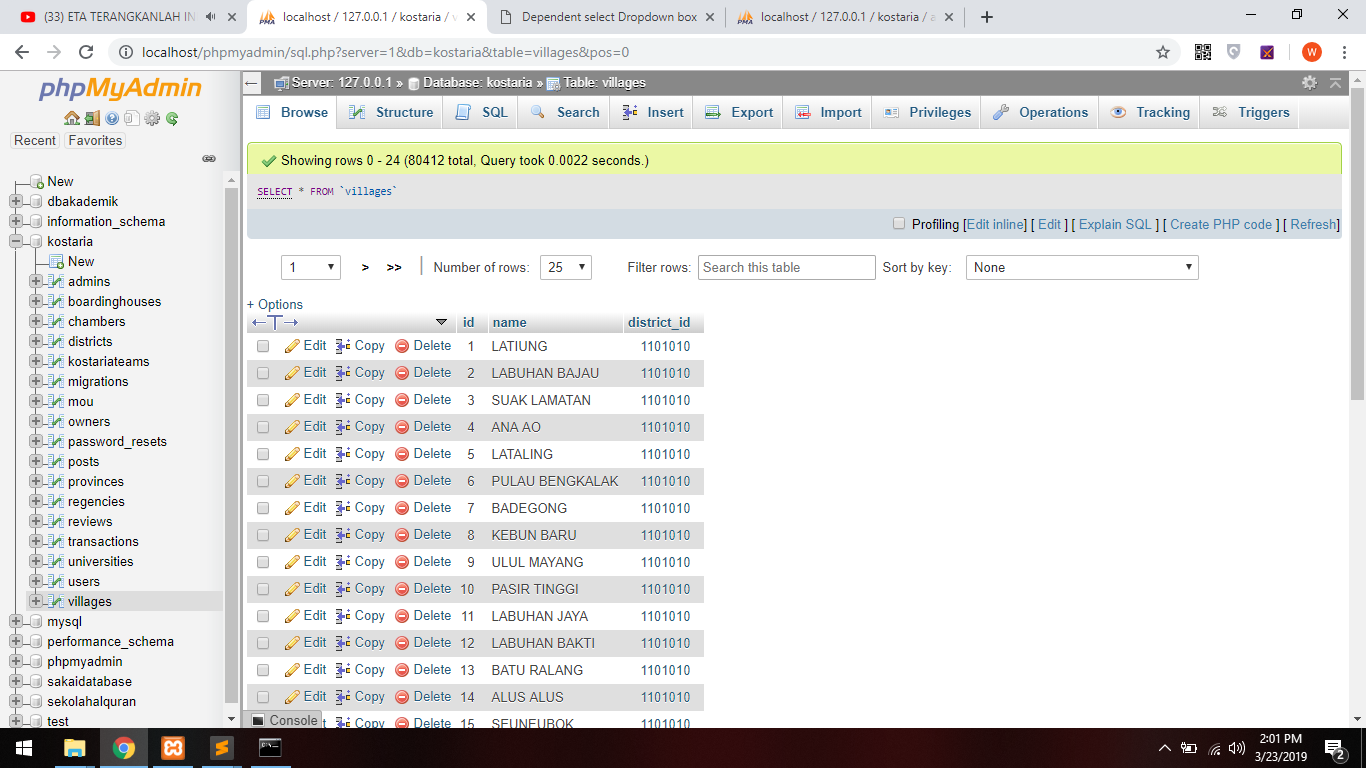 (33) ETA TERANGKANLAH IN
localhost / 127.0.0.1 / kostaria / v
Dependent select Dropdown box
localhost / 127.0.0.1 / kostaria / a
localhost/phpmyadmin/sql.php?server=1&db=kostaria&table=villages&pos=0
W
phpMyAdmin
Recent Favorites
New
dbakademik
information_schema
kostaria
New
admins
boardinghouses
chambers
districts
kostariateams
migrations
mou
owners
password_resets
posts
provinces
regencies
reviews
transactions
universities
users
villages
mysql
performance_schema
phpmyadmin
sakaidatabase
sekolahalquran
test
Server: 127.0.0.1 » Database: kostaria » Table: villages
Browse Structure SQL Search Insert Export Import Privileges Operations Tracking Triggers
Showing rows 0 - 24 (80412 total, Query took 0.0022 seconds.)
SELECT * FROM `villages`
Profiling [Edit inline] [ Edit ] [ Explain SQL ] [ Create PHP code ] [ Refresh]
1 > >> | Number of rows: 25 Filter rows: Search this table Sort by key: None
+ Options
←T→ id name district_id
Edit Copy Delete 1 LATIUNG 1101010
Edit Copy Delete 2 LABUHAN BAJAU 1101010
Edit Copy Delete 3 SUAK LAMATAN 1101010
Edit Copy Delete 4 ANA AO 1101010
Edit Copy Delete 5 LATALING 1101010
Edit Copy Delete 6 PULAU BENGKALAK 1101010
Edit Copy Delete 7 BADEGONG 1101010
Edit Copy Delete 8 KEBUN BARU 1101010
Edit Copy Delete 9 ULUL MAYANG 1101010
Edit Copy Delete 10 PASIR TINGGI 1101010
Edit Copy Delete 11 LABUHAN JAYA 1101010
Edit Copy Delete 12 LABUHAN BAKTI 1101010
Edit Copy Delete 13 BATU RALANG 1101010
Edit Copy Delete 14 ALUS ALUS 1101010
Copy Delete 15 SEUNEUBOK 1101010
Console
2:01 PM
3/23/2019
2